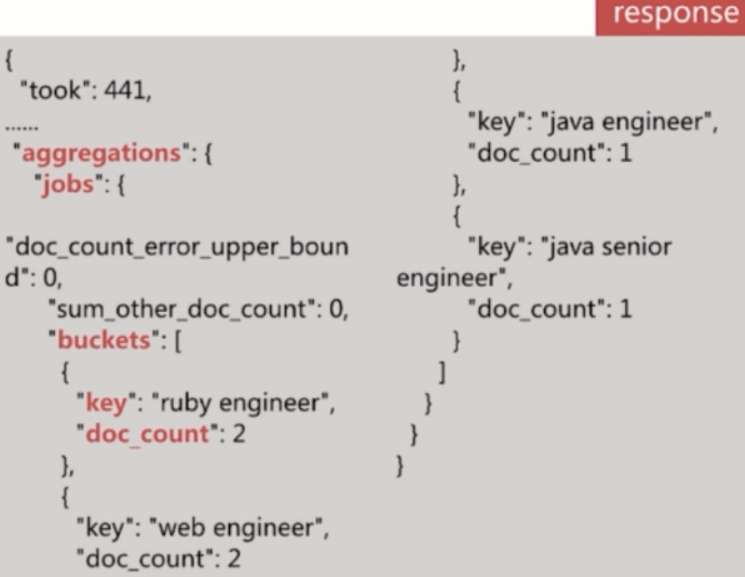 response
{
"took": 441,
......
"aggregations": {
"jobs": {
"doc_count_error_upper_boun
d": 0,
"sum_other_doc_count": 0,
"buckets": [
{
"key": "ruby engineer",
"doc_count": 2
},
{
"key": "web engineer",
"doc_count": 2
},
{
"key": "java engineer",
"doc_count": 1
},
{
"key": "java senior
engineer",
"doc_count": 1
}
]
}
}
}